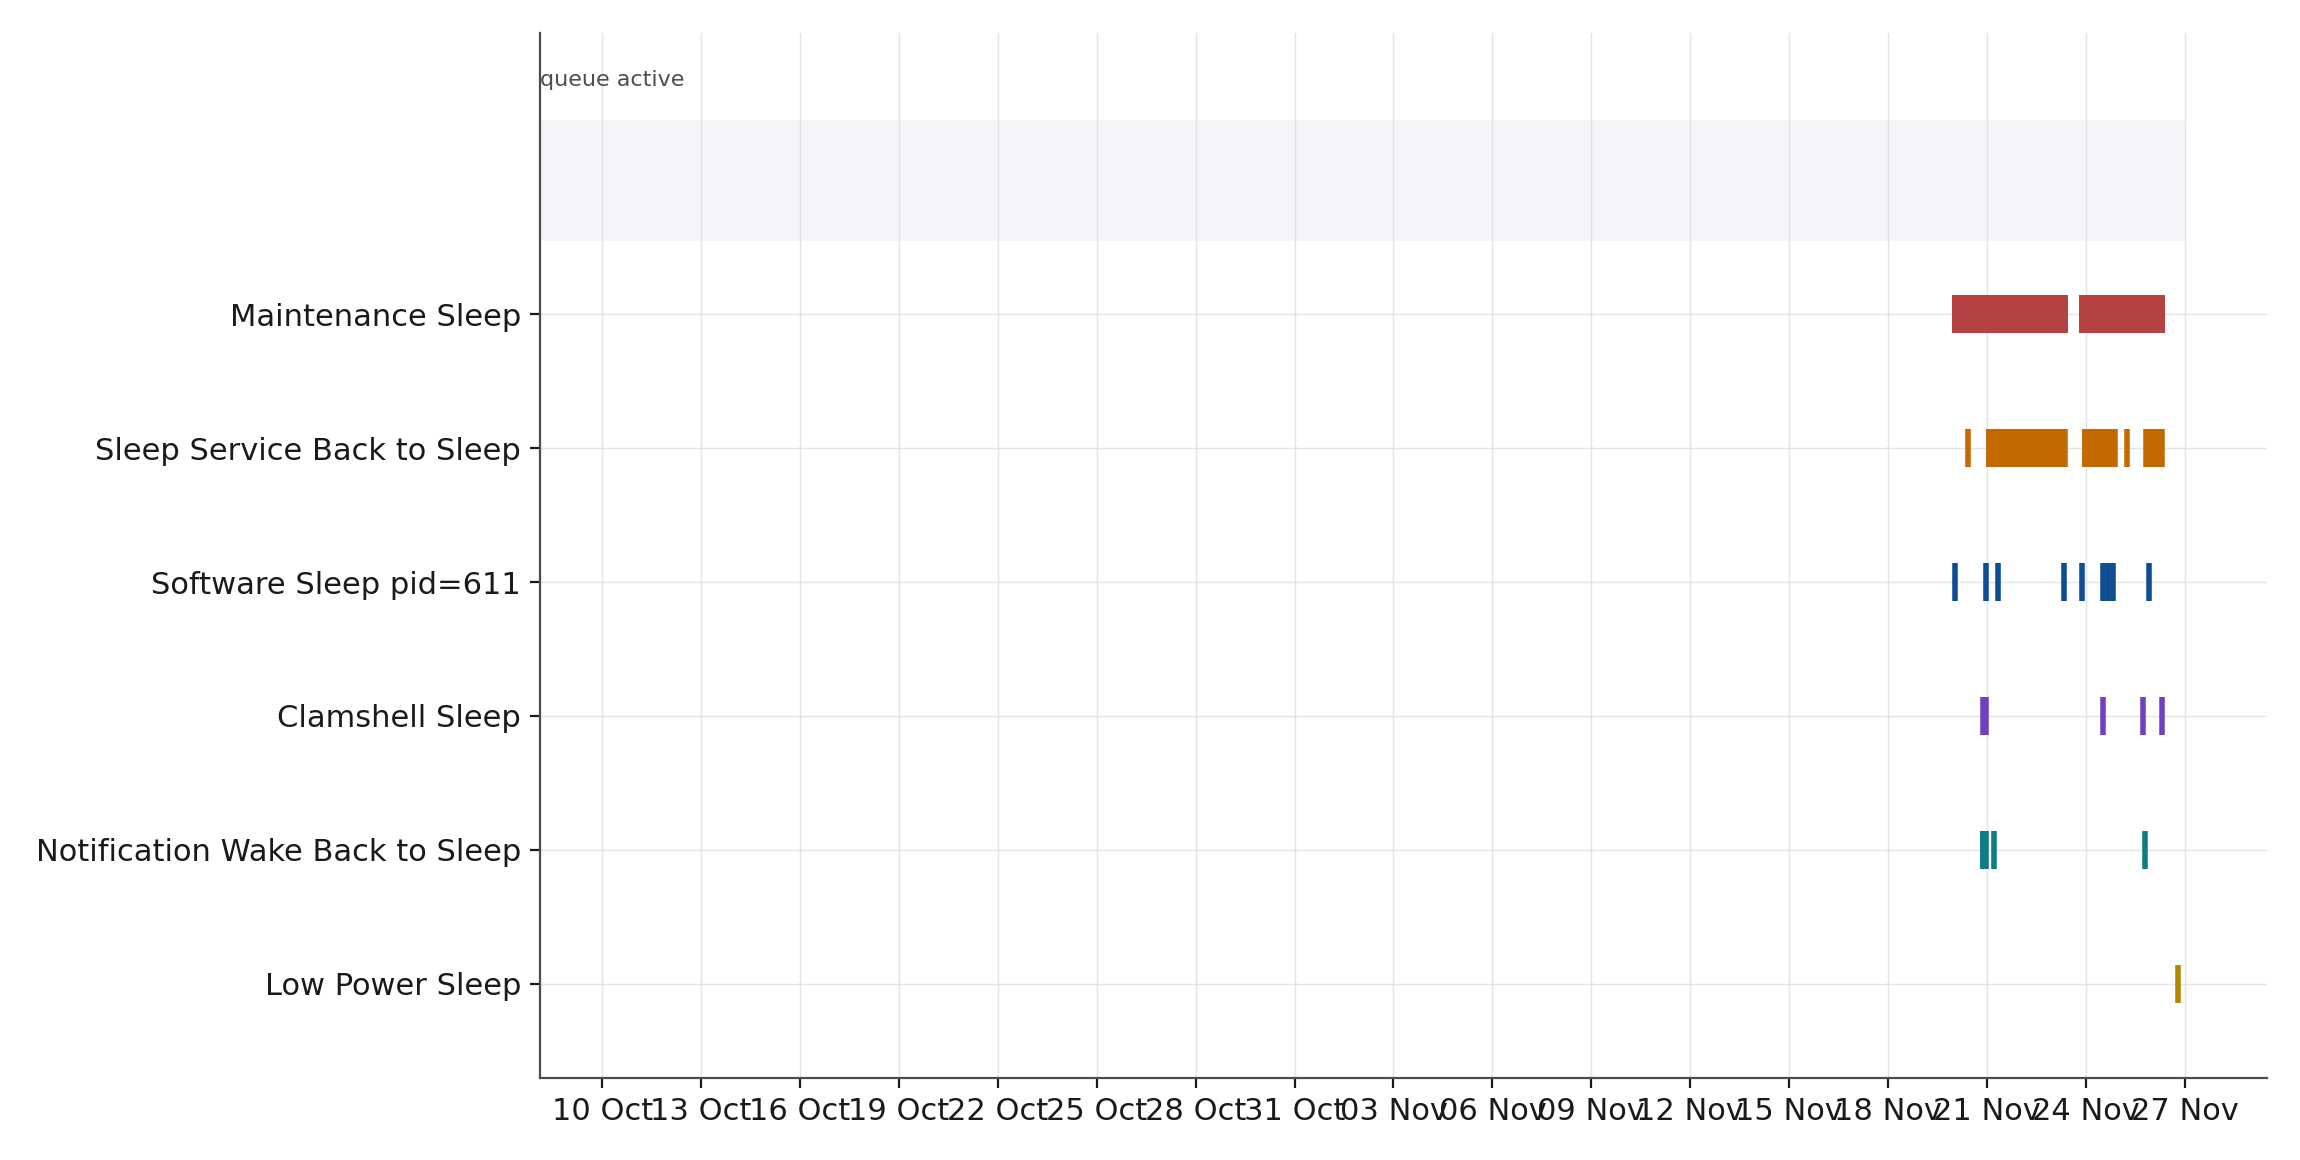 queue active
Maintenance Sleep
Sleep Service Back to Sleep
Software Sleep pid=611
Clamshell Sleep
Notification Wake Back to Sleep
Low Power Sleep
10 Oct 13 Oct 16 Oct 19 Oct 22 Oct 25 Oct 28 Oct 31 Oct 03 Nov 06 Nov 09 Nov 12 Nov 15 Nov 18 Nov 21 Nov 24 Nov 27 Nov